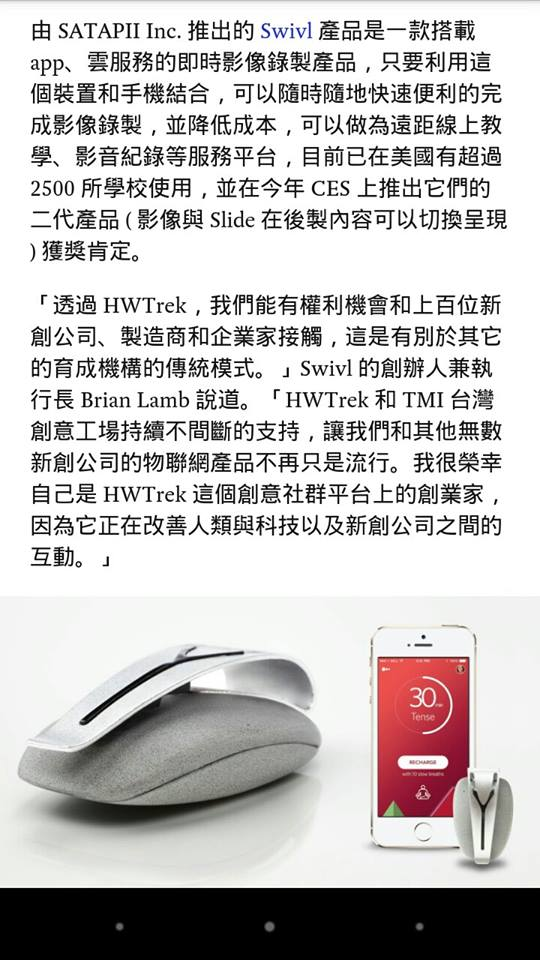 由 SATAPII Inc. 推出的 Swivl 產品是一款搭載
app、雲服務的即時影像錄製產品，只要利用這
個裝置和手機結合，可以隨時隨地快速便利的完
成影像錄製，並降低成本，可以做為遠距線上教
學、影音紀錄等服務平台，目前已在美國有超過
2500 所學校使用，並在今年 CES 上推出它們的
二代產品 ( 影像與 Slide 在後製內容可以切換呈現
) 獲獎肯定。
「透過 HWTrek，我們能有權利機會和上百位新
創公司、製造商和企業家接觸，這是有別於其它
的育成機構的傳統模式。」Swivl 的創辦人兼執
行長 Brian Lamb 說道。「HWTrek 和 TMI 台灣
創意工場持續不間斷的支持，讓我們和其他無數
新創公司的物聯網產品不再只是流行。我很榮幸
自己是 HWTrek 這個創意社群平台上的創業家，
因為它正在改善人類與科技以及新創公司之間的
互動。」
30 min
Tense
RECHARGE
with 10 slow breaths